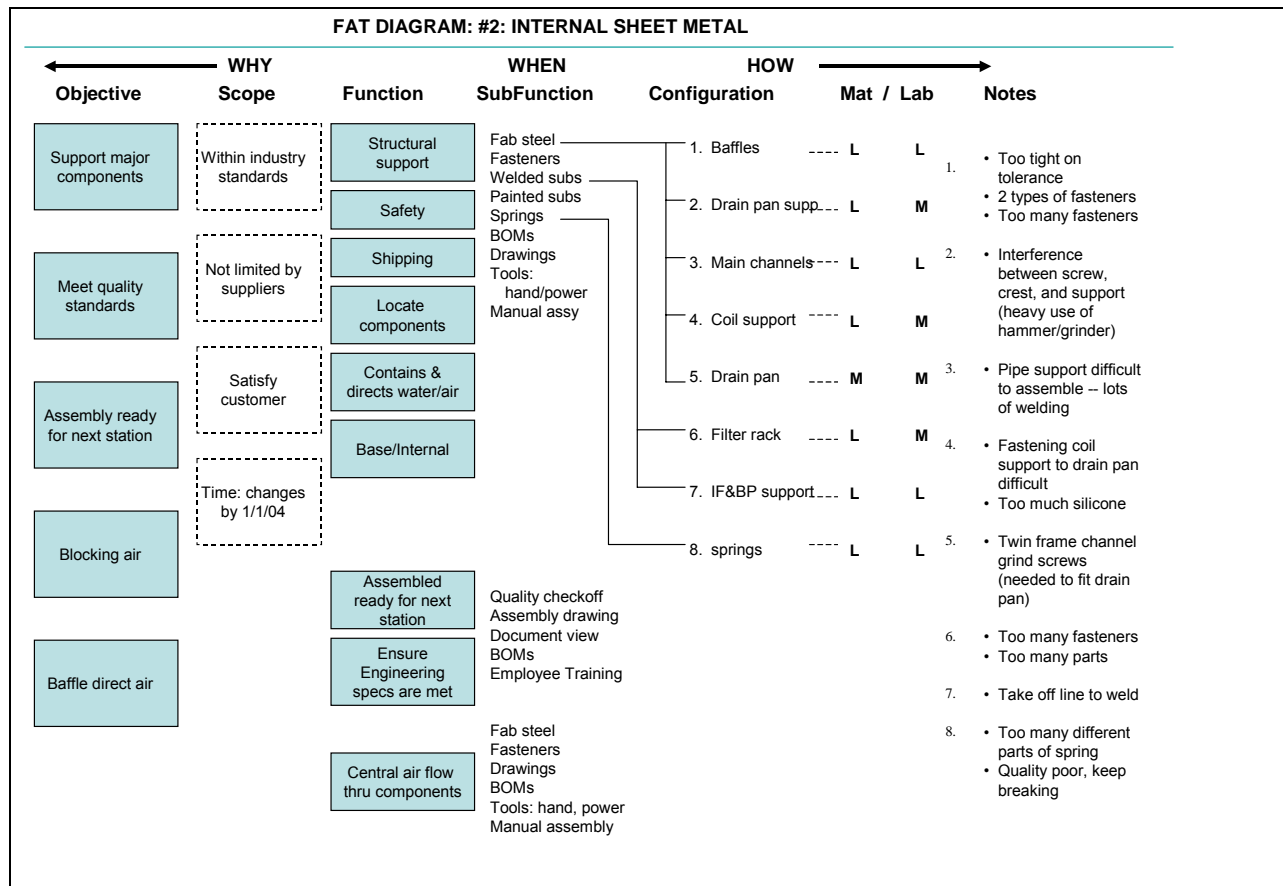 FAT DIAGRAM: #2: INTERNAL SHEET METAL
WHY
WHEN
HOW
Objective
Scope
Function
SubFunction
Configuration
Mat / Lab
Notes
Support major
components
Meet quality
standards
Assembly ready
for next station
Blocking air
Baffle direct air
Within industry
standards
Not limited by
suppliers
Satisfy
customer
Time: changes
by 1/1/04
Structural
support
Safety
Shipping
Locate
components
Contains &
directs water/air
Base/Internal
Assembled
ready for next
station
Ensure
Engineering
specs are met
Central air flow
thru components
Fab steel
Fasteners
Welded subs
Painted subs
Springs
BOMs
Drawings
Tools:
hand/power
Manual assy
Quality checkoff
Assembly drawing
Document view
BOMs
Employee Training
Fab steel
Fasteners
Drawings
BOMs
Tools: hand, power
Manual assembly
1. Baffles ---- L L
2. Drain pan supp ---- L M
3. Main channels ---- L L
4. Coil support ---- L M
5. Drain pan ---- M M
6. Filter rack ---- L M
7. IF&BP support ---- L L
8. springs ---- L L
1. • Too tight on
tolerance
• 2 types of fasteners
• Too many fasteners
2. • Interference
between screw,
crest, and support
(heavy use of
hammer/grinder)
3. • Pipe support difficult
to assemble -- lots
of welding
4. • Fastening coil
support to drain pan
difficult
• Too much silicone
5. • Twin frame channel
grind screws
(needed to fit drain
pan)
6. • Too many fasteners
• Too many parts
7. • Take off line to weld
8. • Too many different
parts of spring
• Quality poor, keep
breaking